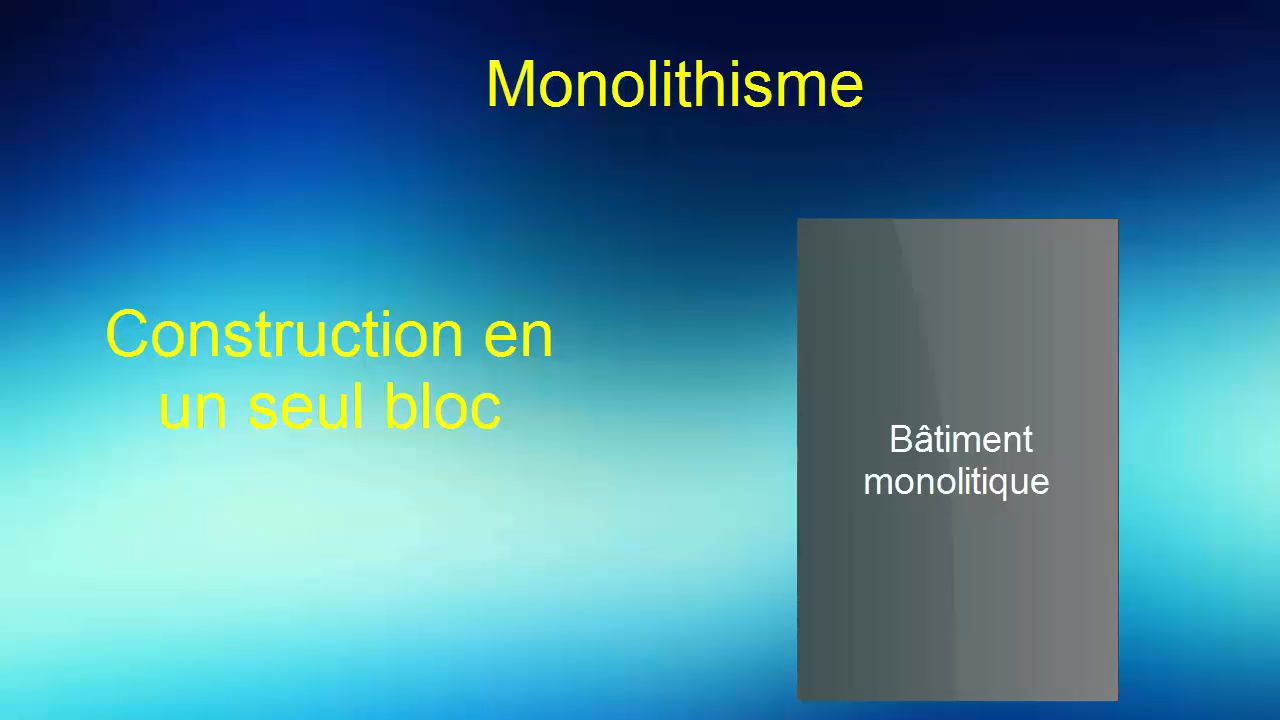 Monolithisme
Construction en
un seul bloc
Bâtiment
monolitique